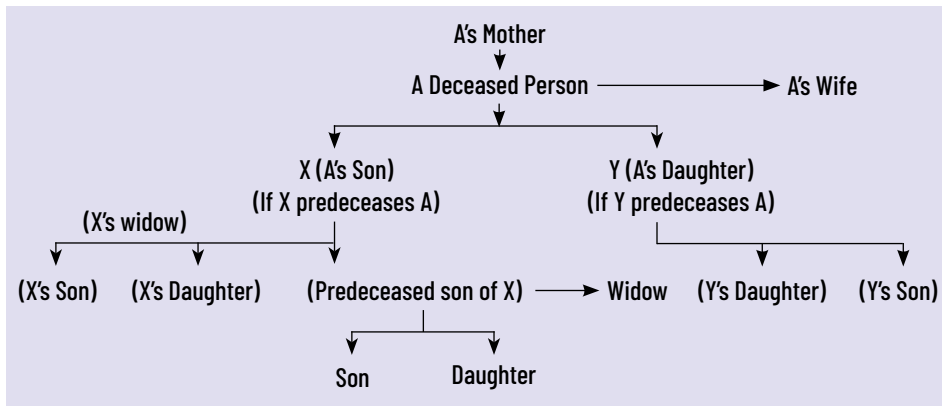 A's Mother
A Deceased Person
A's Wife
X (A's Son)
(If X predeceases A)
Y (A's Daughter)
(If Y predeceases A)
(X's widow)
(X's Son)
(X's Daughter)
(Predeceased son of X)
Widow
(Y's Daughter)
(Y's Son)
Son
Daughter